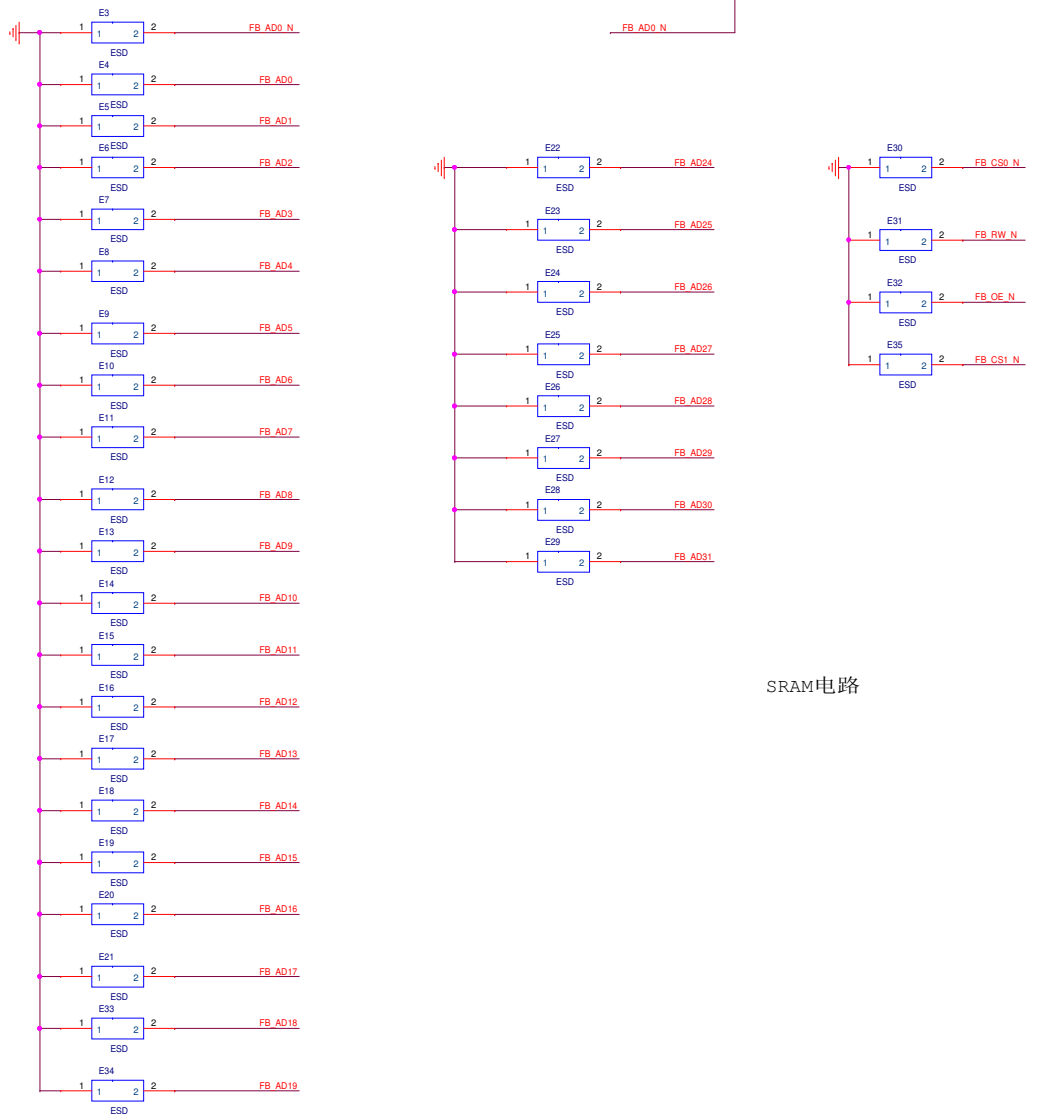 E3
1 1 2 2 FB_AD0_N
ESD
E4
1 1 2 2 FB_AD0
ESD
E5
1 1 2 2 FB_AD1
ESD
E6
1 1 2 2 FB_AD2
ESD
E7
1 1 2 2 FB_AD3
ESD
E8
1 1 2 2 FB_AD4
ESD
E9
1 1 2 2 FB_AD5
ESD
E10
1 1 2 2 FB_AD6
ESD
E11
1 1 2 2 FB_AD7
ESD
E12
1 1 2 2 FB_AD8
ESD
E13
1 1 2 2 FB_AD9
ESD
E14
1 1 2 2 FB_AD10
ESD
E15
1 1 2 2 FB_AD11
ESD
E16
1 1 2 2 FB_AD12
ESD
E17
1 1 2 2 FB_AD13
ESD
E18
1 1 2 2 FB_AD14
ESD
E19
1 1 2 2 FB_AD15
ESD
E20
1 1 2 2 FB_AD16
ESD
E21
1 1 2 2 FB_AD17
ESD
E33
1 1 2 2 FB_AD18
ESD
E34
1 1 2 2 FB_AD19
ESD
FB_AD0_N
E22
1 1 2 2 FB_AD24
ESD
E23
1 1 2 2 FB_AD25
ESD
E24
1 1 2 2 FB_AD26
ESD
E25
1 1 2 2 FB_AD27
ESD
E26
1 1 2 2 FB_AD28
ESD
E27
1 1 2 2 FB_AD29
ESD
E28
1 1 2 2 FB_AD30
ESD
E29
1 1 2 2 FB_AD31
ESD
E30
1 1 2 2 FB_CS0_N
ESD
E31
1 1 2 2 FB_RW_N
ESD
E32
1 1 2 2 FB_OE_N
ESD
E35
1 1 2 2 FB_CS1_N
ESD
SRAM电路